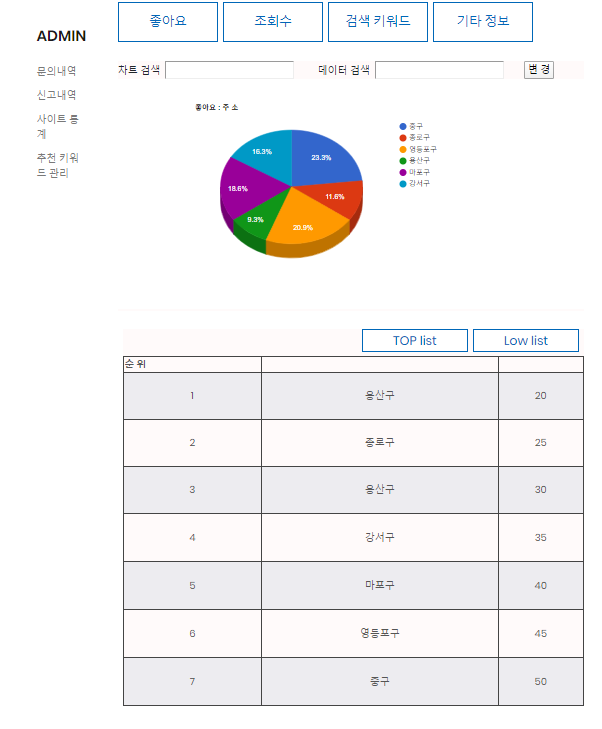 ADMIN
문의내역
신고내역
사이트 통
계
추천 키워
드 관리
좋아요
조회수
검색 키워드
기타 정보
차트 검색
데이터 검색
변 경
좋아요 : 주 소
23.3%
11.6%
20.9%
9.3%
18.6%
16.3%
중구
종로구
영등포구
용산구
마포구
강서구
TOP list
Low list
순 위
1 용산구 20
2 종로구 25
3 용산구 30
4 강서구 35
5 마포구 40
6 영등포구 45
7 중구 50